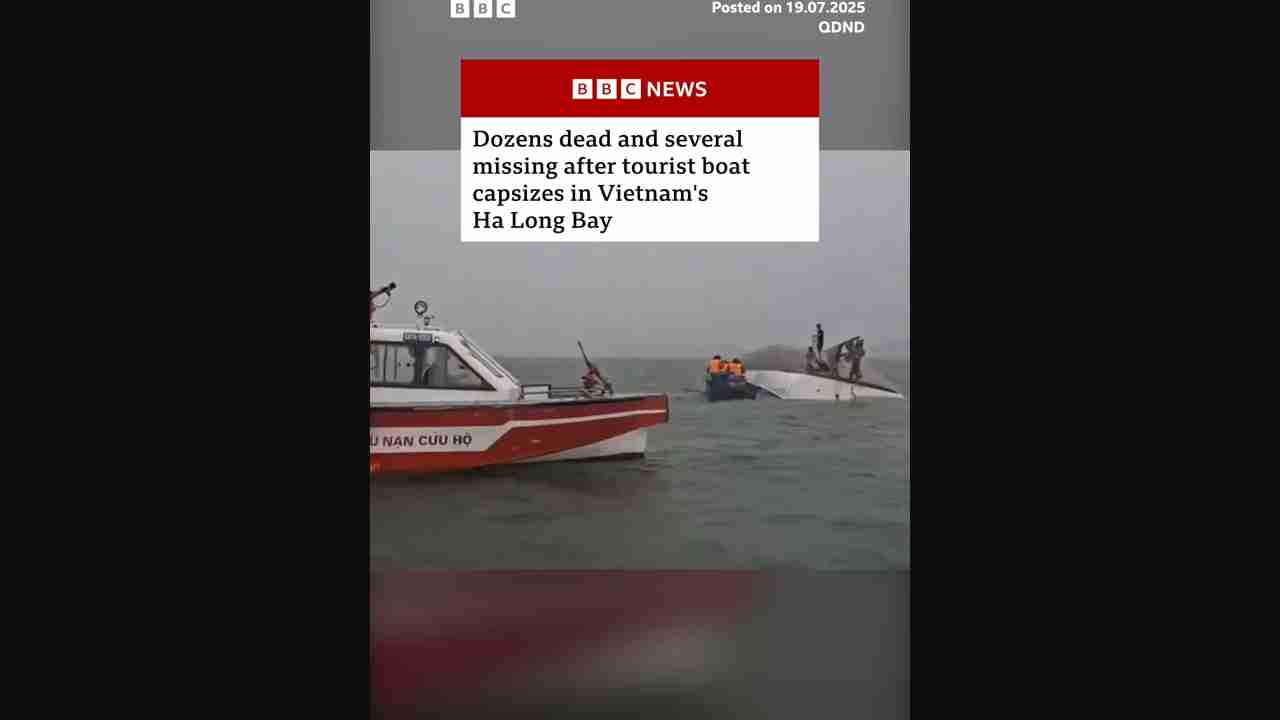 BBC
Posted on 19.07.2025
QDND
BBC NEWS
Dozens dead and several
missing after tourist boat
capsizes in Vietnam's
Ha Long Bay
NẠN CỨU HỘ